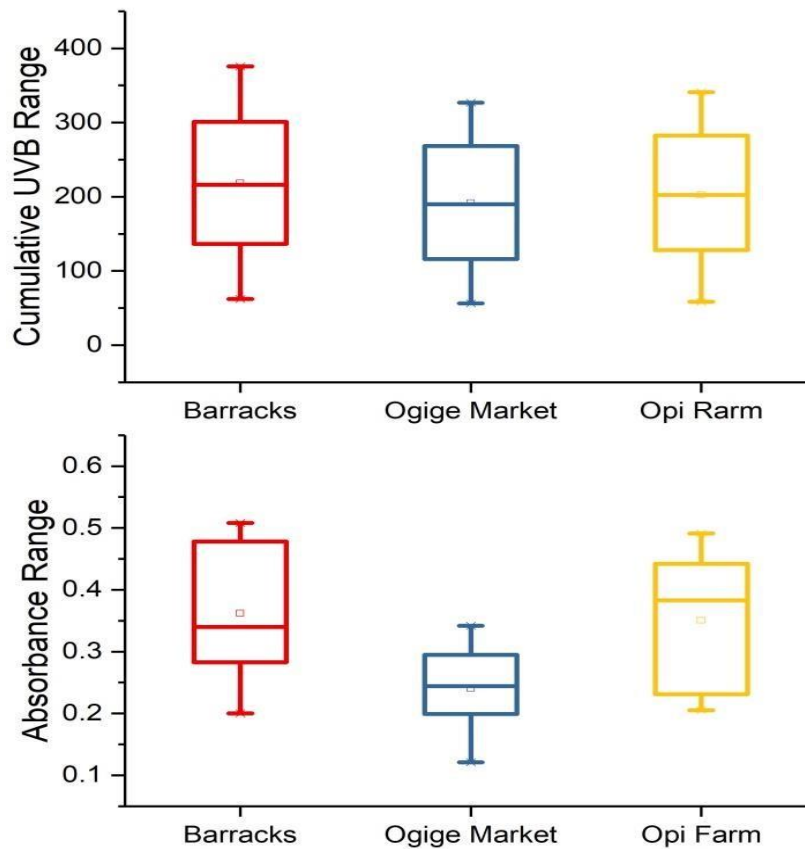 Cumulative UVB Range
400
300
200
100
0
Barracks Ogige Market Opi Rarm
Absorbance Range
0.6
0.5
0.4
0.3
0.2
0.1
Barracks Ogige Market Opi Farm